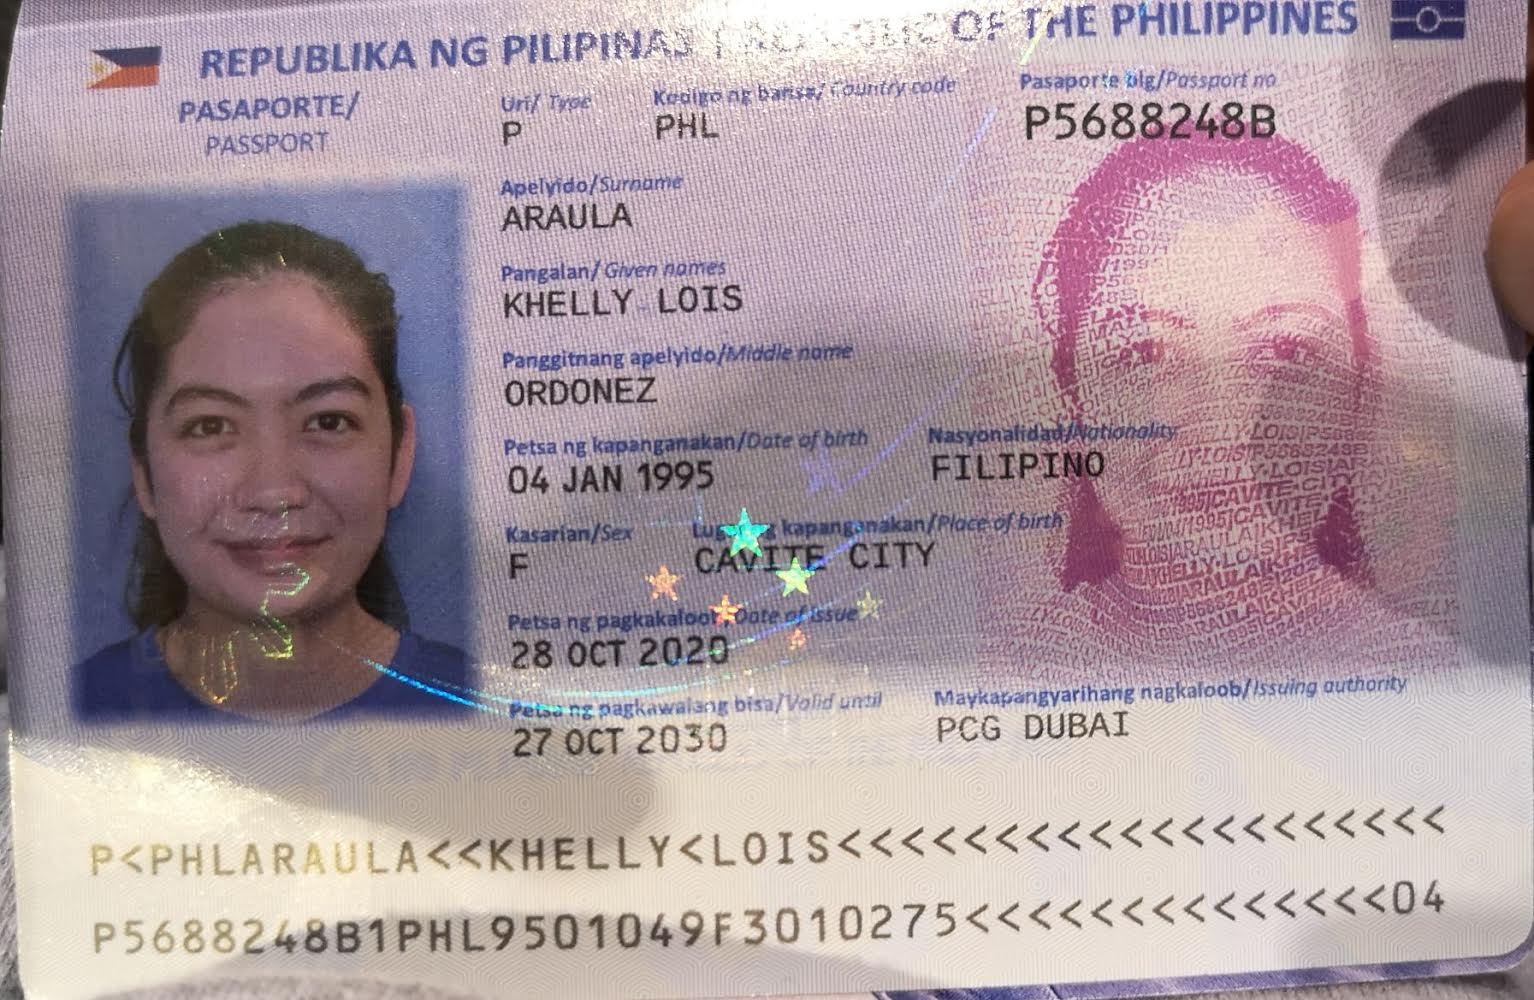 REPUBLIKA NG PILIPINAS REPUBLIC OF THE PHILIPPINES
PASAPORTE/
PASSPORT
Uri/ Type
P
Kodigo ng bansa/ Country code
PHL
Pasaporte blg/Passport no
P5688248B
Apelyido/Surname
ARAULA
Pangalan/ Given names
KHELLY LOIS
Panggitnang apelyido/Middle name
ORDONEZ
Petsa ng kapanganakan/Date of birth
04 JAN 1995
Nasyonalidad/Nationality
FILIPINO
Kasarian/Sex
F
Lugar ng kapanganakan/Place of birth
CAVITE CITY
Petsa ng pagkakaloob/Date of issue
28 OCT 2020
Petsa ng pagkawalang bisa/Valid until
27 OCT 2030
Maykapangyarihang nagkaloob/Issuing authority
PCG DUBAI
P<PHLARAULA<<KHELLY<LOIS<<<<<<<<<<<<<<<<<<<<
P5688248B1PHL9501049F3010275<<<<<<<<<<<<<<04